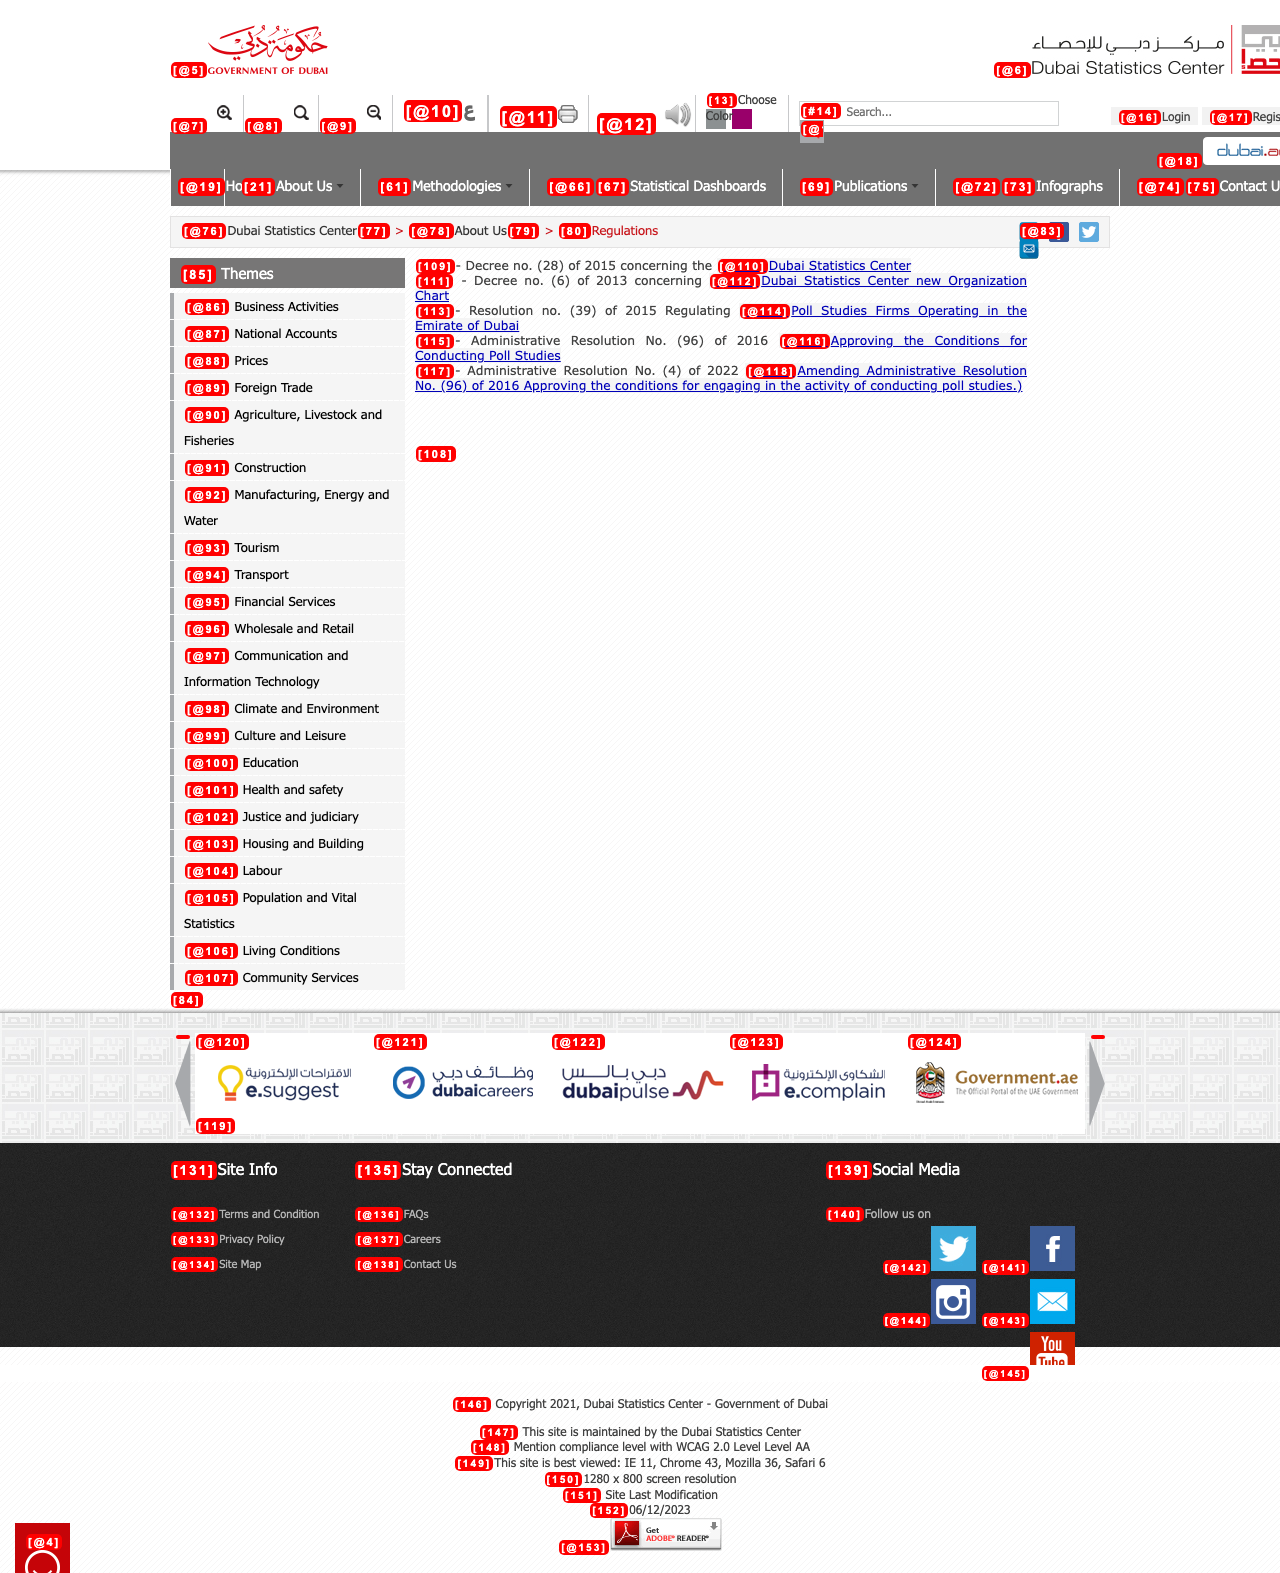 حكومة دبي
[@5] GOVERNMENT OF DUBAI
مركز دبي للإحصاء
[@6] Dubai Statistics Center
[@7] [@8] [@9] [@10] ع [@11] [@12] [13] Choose Color [#14] Search... [@16] Login [@17] Regis
[@18] dubai.ae
[@19] Ho [21] About Us [61] Methodologies [@66] [67] Statistical Dashboards [69] Publications [@72] [73] Infographs [@74] [75] Contact U
[@76] Dubai Statistics Center [77] > [@78] About Us [79] > [80] Regulations [@83]
[85] Themes
[@86] Business Activities
[@87] National Accounts
[@88] Prices
[@89] Foreign Trade
[@90] Agriculture, Livestock and
Fisheries
[@91] Construction
[@92] Manufacturing, Energy and
Water
[@93] Tourism
[@94] Transport
[@95] Financial Services
[@96] Wholesale and Retail
[@97] Communication and
Information Technology
[@98] Climate and Environment
[@99] Culture and Leisure
[@100] Education
[@101] Health and safety
[@102] Justice and judiciary
[@103] Housing and Building
[@104] Labour
[@105] Population and Vital
Statistics
[@106] Living Conditions
[@107] Community Services
[84]
[109] - Decree no. (28) of 2015 concerning the [@110] Dubai Statistics Center
[111] - Decree no. (6) of 2013 concerning [@112] Dubai Statistics Center new Organization
Chart
[113] - Resolution no. (39) of 2015 Regulating [@114] Poll Studies Firms Operating in the
Emirate of Dubai
[115] - Administrative Resolution No. (96) of 2016 [@116] Approving the Conditions for
Conducting Poll Studies
[117] - Administrative Resolution No. (4) of 2022 [@118] Amending Administrative Resolution
No. (96) of 2016 Approving the conditions for engaging in the activity of conducting poll studies.)
[108]
[@120] [@121] [@122] [@123] [@124]
الاقتراحات الإلكترونية
e.suggest
وظائف دبي
dubaicareers
دبي بالس
dubaipulse
الشكاوى الإلكترونية
e.complain
Government.ae
The Official Portal of the UAE Government
[119]
[131] Site Info
[@132] Terms and Condition
[@133] Privacy Policy
[@134] Site Map
[135] Stay Connected
[@136] FAQs
[@137] Careers
[@138] Contact Us
[139] Social Media
[140] Follow us on
[@142] [@141]
[@144] [@143]
You
Tube
[@145]
[146] Copyright 2021, Dubai Statistics Center - Government of Dubai
[147] This site is maintained by the Dubai Statistics Center
[148] Mention compliance level with WCAG 2.0 Level Level AA
[149] This site is best viewed: IE 11, Chrome 43, Mozilla 36, Safari 6
[150] 1280 x 800 screen resolution
[151] Site Last Modification
[152] 06/12/2023
[@153] Get
ADOBE® READER®
[@4]